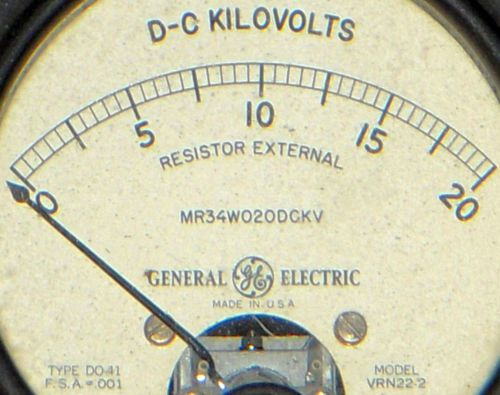 D-C KILOVOLTS
0 5 10 15 20
RESISTOR EXTERNAL
MR34W020DCKV
GENERAL GE ELECTRIC
MADE IN U.S.A
TYPE DO-41
F.S.A.=.001
MODEL
VRN22-2